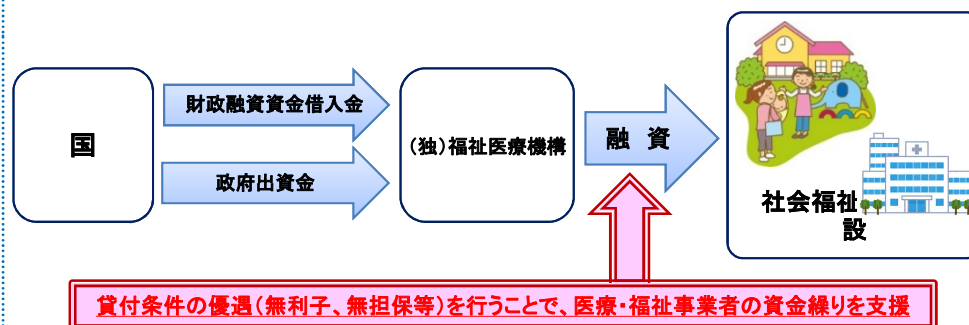 国
財政融資資金借入金
政府出資金
(独)福祉医療機構
融 資
社会福祉
設
貸付条件の優遇(無利子、無担保等)を行うことで、医療・福祉事業者の資金繰りを支援